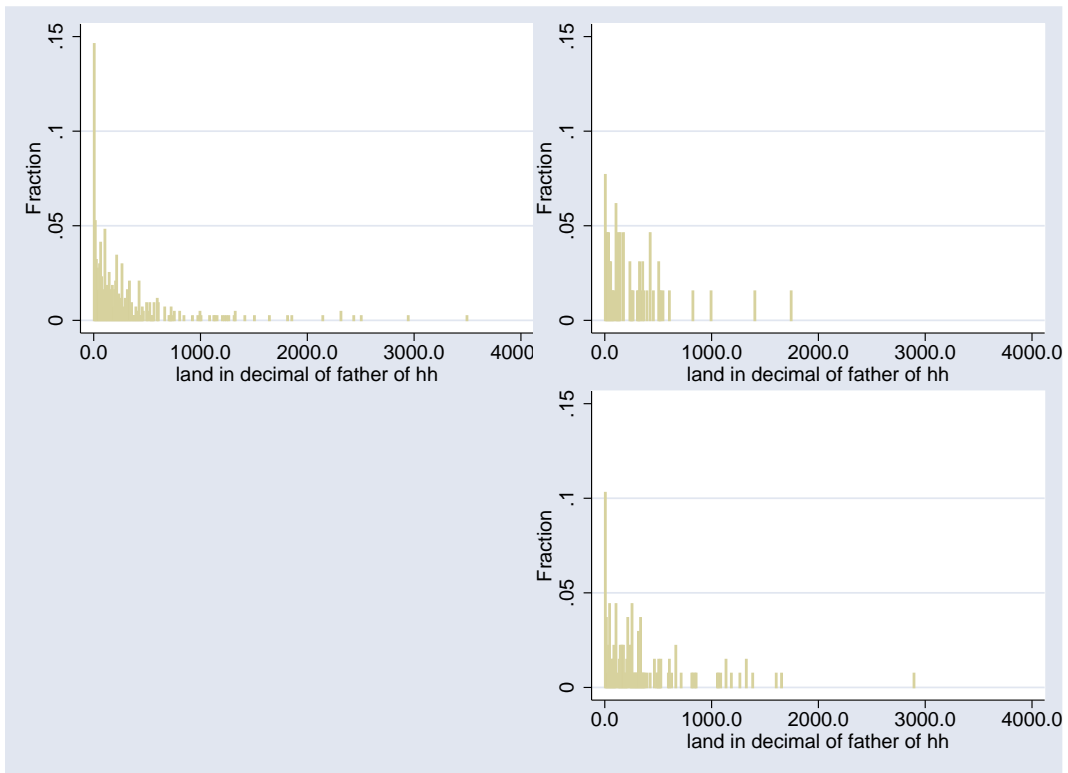 Fraction
.15
.1
.05
0
0.0 1000.0 2000.0 3000.0 4000.0
land in decimal of father of hh
Fraction
.15
.1
.05
0
0.0 1000.0 2000.0 3000.0 4000.0
land in decimal of father of hh
Fraction
.15
.1
.05
0
0.0 1000.0 2000.0 3000.0 4000.0
land in decimal of father of hh